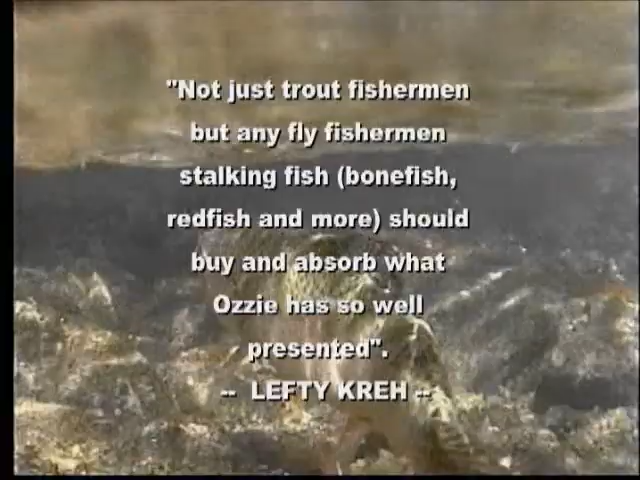 "Not just trout fishermen
but any fly fishermen
stalking fish (bonefish,
redfish and more) should
buy and absorb what
Ozzie has so well
presented".
-- LEFTY KREH --